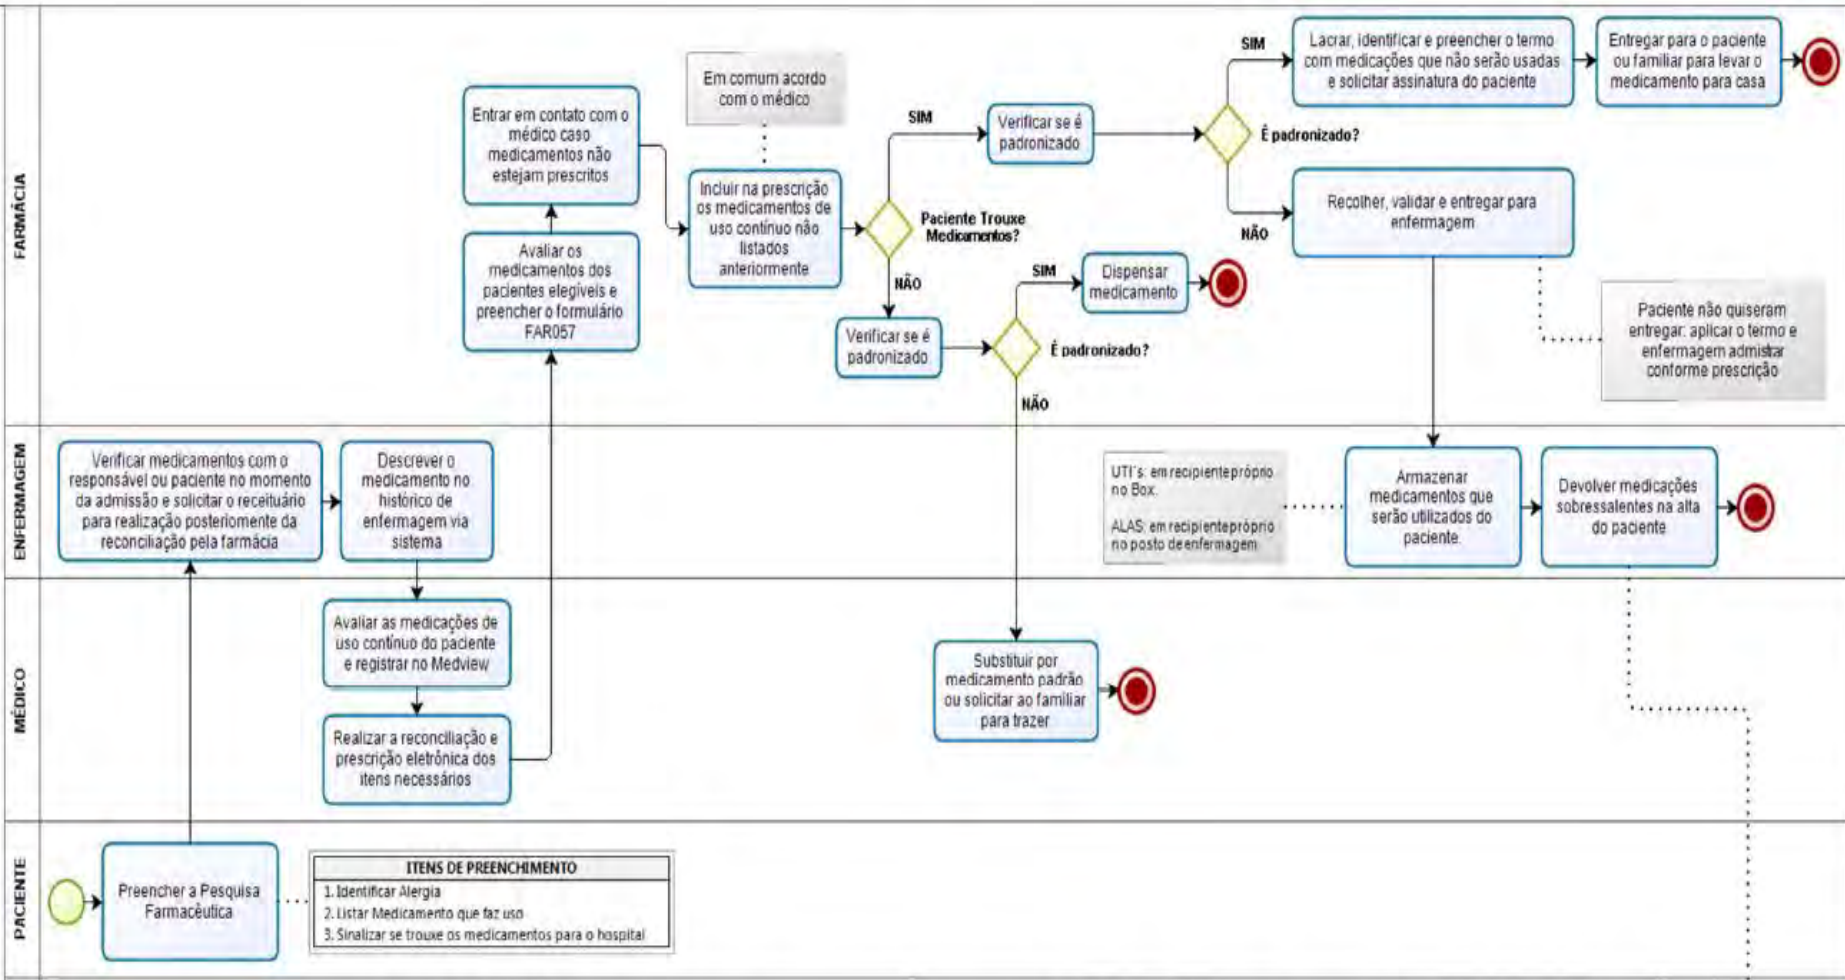 FARMÁCIA
Entrar em contato com o
médico caso
medicamentos não
estejam prescritos
Avaliar os
medicamentos dos
pacientes elegíveis e
preencher o formulário
FAR057
Em comum acordo
com o médico
Incluir na prescrição
os medicamentos de
uso contínuo não
listados
anteriormente
Paciente Trouxe
Medicamentos?
SIM
Verificar se é
padronizado
É padronizado?
SIM
Lacrar, identificar e preencher o termo
com medicações que não serão usadas
e solicitar assinatura do paciente
Entregar para o paciente
ou familiar para levar o
medicamento para casa
NÃO
Recolher, validar e entregar para
enfermagem
Paciente não quiseram
entregar: aplicar o termo e
enfermagem admistrar
conforme prescrição
NÃO
Verificar se é
padronizado
É padronizado?
SIM
Dispensar
medicamento
NÃO
ENFERMAGEM
Verificar medicamentos com o
responsável ou paciente no momento
da admissão e solicitar o receituário
para realização posteriormente da
reconciliação pela farmácia
Descrever o
medicamento no
histórico de
enfermagem via
sistema
UTI´s: em recipiente próprio
no Box.
ALAS: em recipiente próprio
no posto de enfermagem
Armazenar
medicamentos que
serão utilizados do
paciente.
Devolver medicações
sobressalentes na alta
do paciente
MÉDICO
Avaliar as medicações de
uso contínuo do paciente
e registrar no Medview
Realizar a reconciliação e
prescrição eletrônica dos
itens necessários
Substituir por
medicamento padrão
ou solicitar ao familiar
para trazer
PACIENTE
Preencher a Pesquisa
Farmacêutica
ITENS DE PREENCHIMENTO
1. Identificar Alergia
2. Listar Medicamento que faz uso
3. Sinalizar se trouxe os medicamentos para o hospital